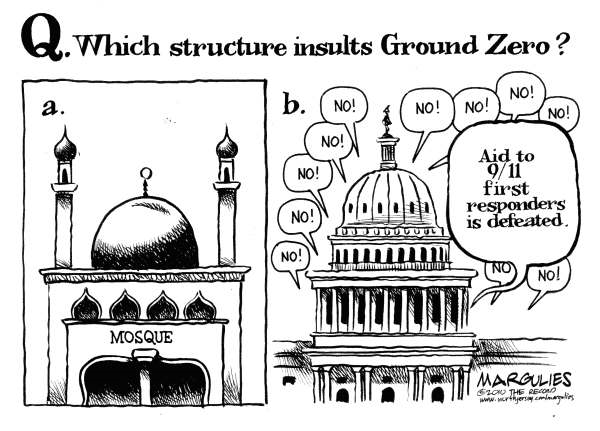 Q. Which structure insults Ground Zero?
a.
MOSQUE
b.
NO!
NO!
NO!
NO!
NO!
NO!
NO!
NO!
NO!
Aid to
9/11
first
responders
is defeated.
NO
NO!
MARGULIES
©2010 THE RECORD
www.northjersey.com/margulies